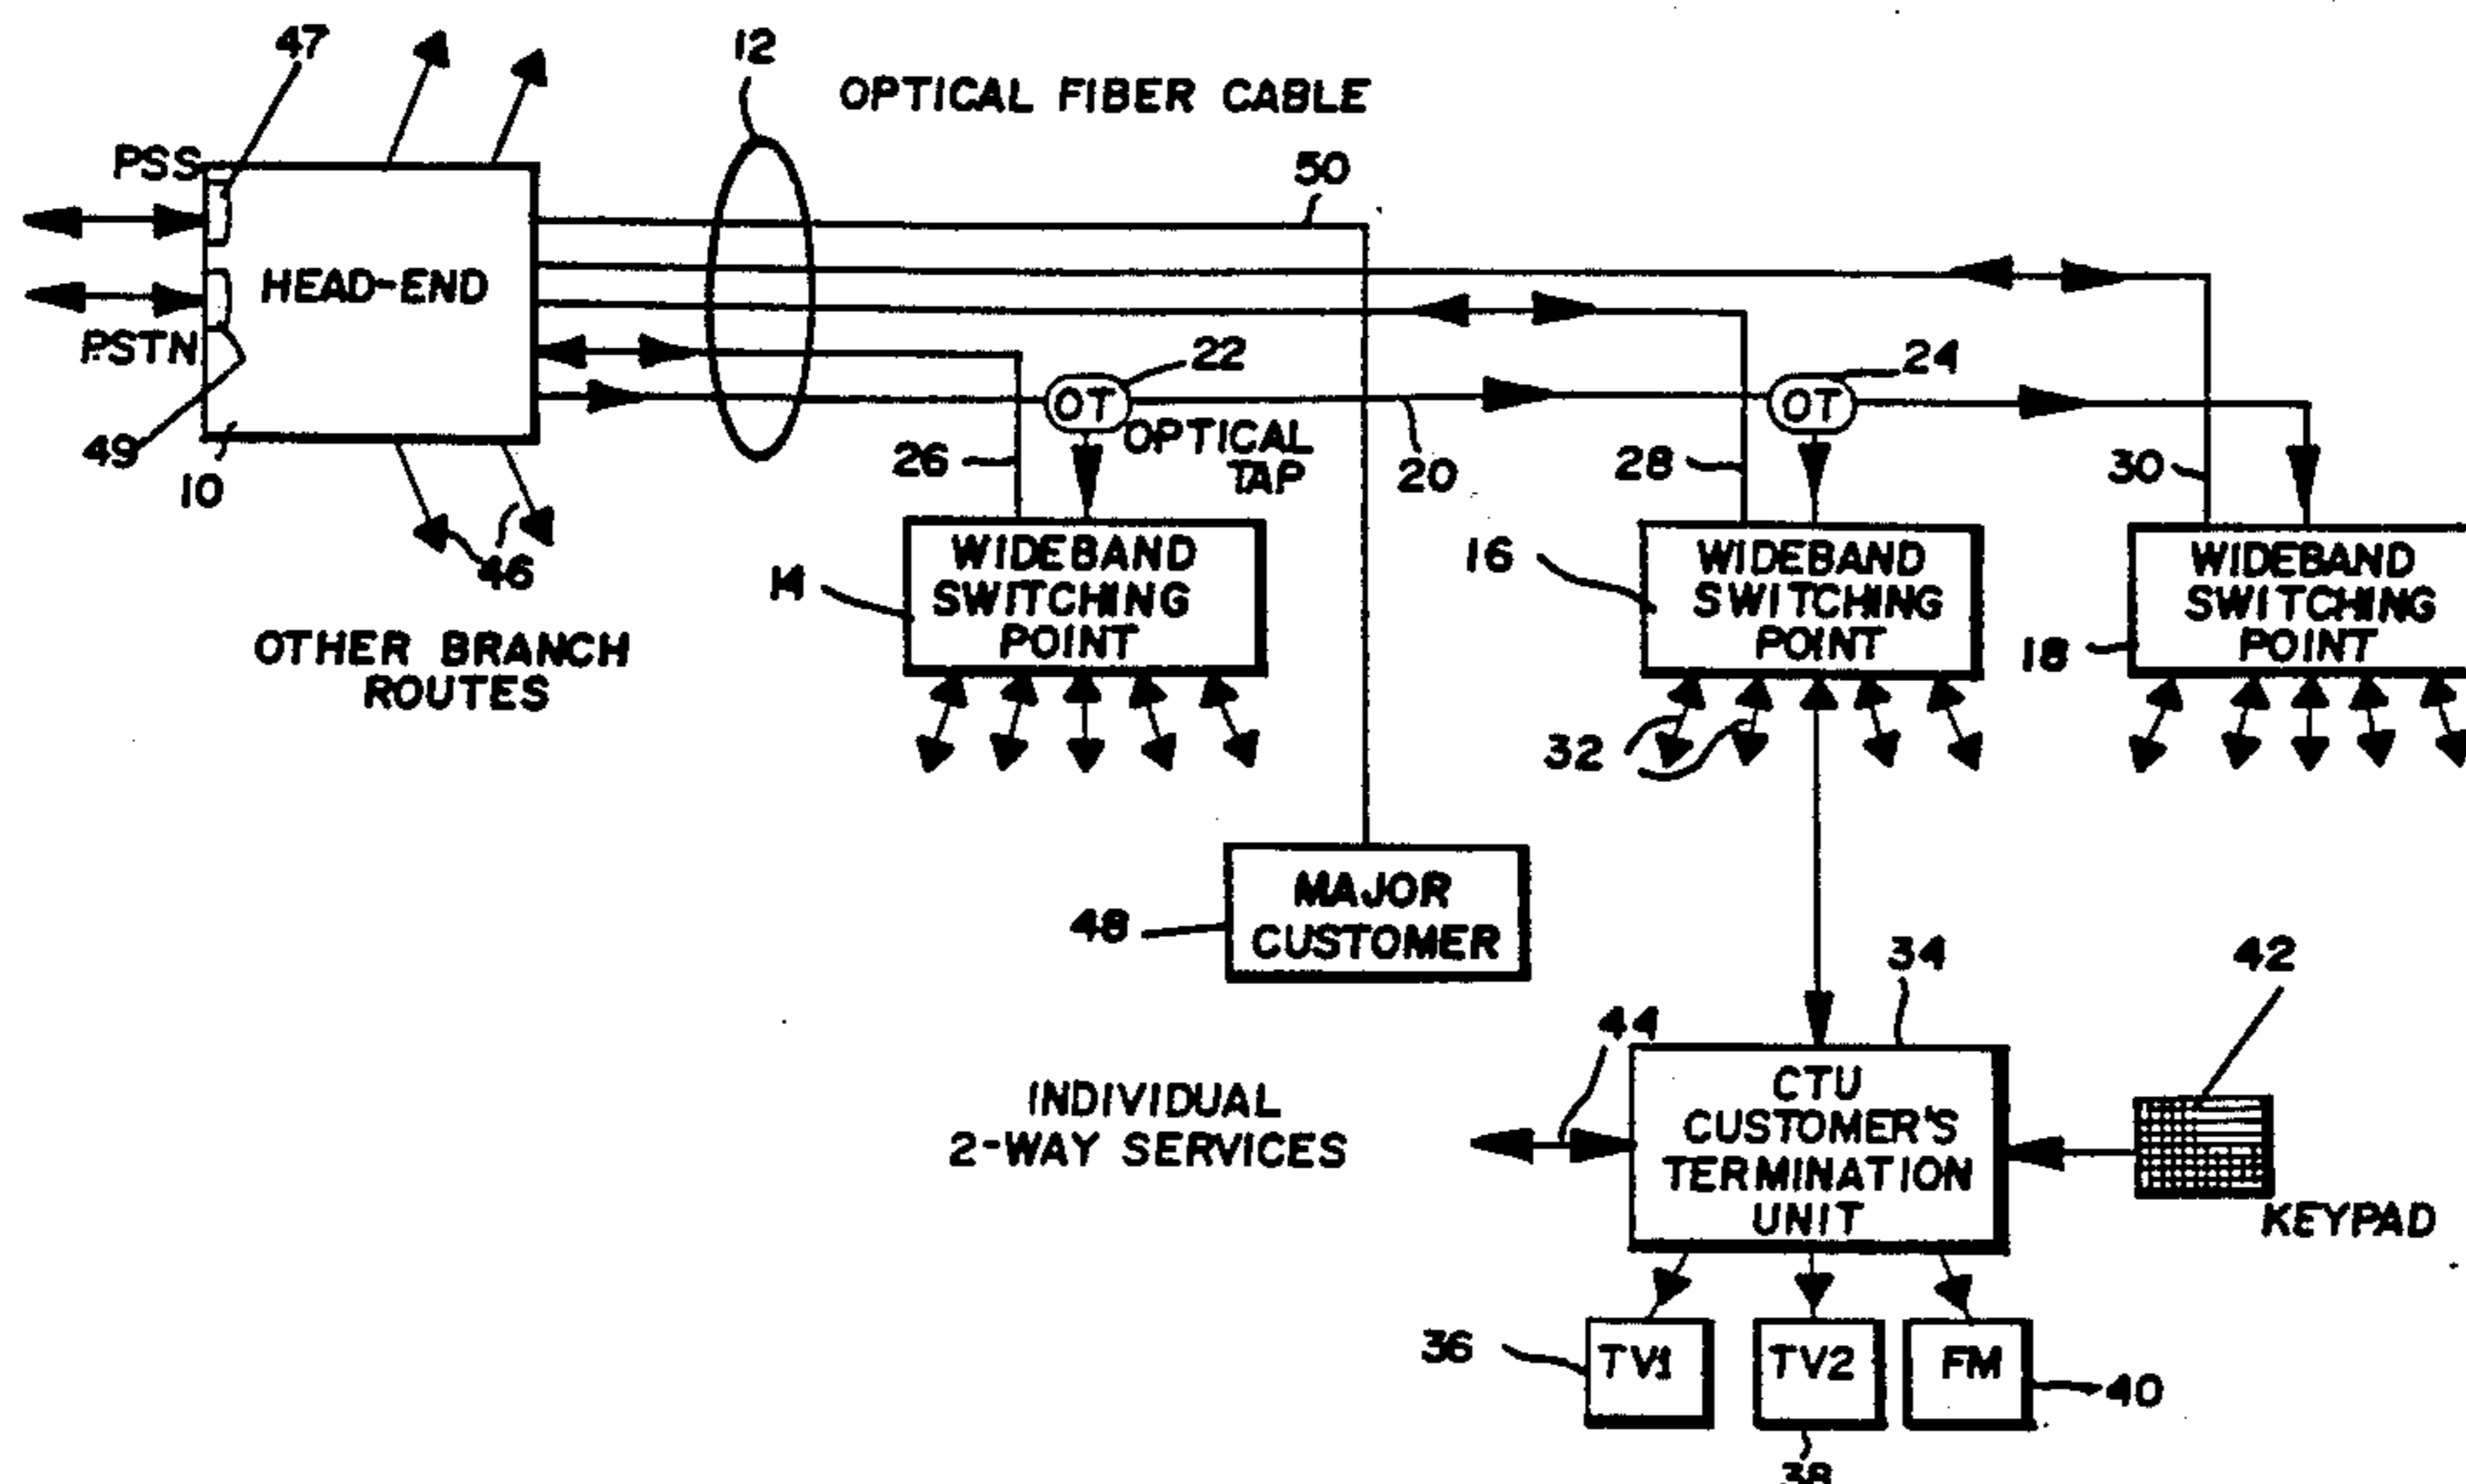 47
12
OPTICAL FIBER CABLE
PSS
50
HEAD-END
PSTN
22
24
OT
OT
OPTICAL
TAP
49
10
26
20
28
30
46
OTHER BRANCH
ROUTES
14
WIDEBAND
SWITCHING
POINT
16
WIDEBAND
SWITCHING
POINT
18
WIDEBAND
SWITCHING
POINT
32
48
MAJOR
CUSTOMER
34
42
44
INDIVIDUAL
2-WAY SERVICES
CTU
CUSTOMER'S
TERMINATION
UNIT
KEYPAD
36
TV1
TV2
FM
40
38